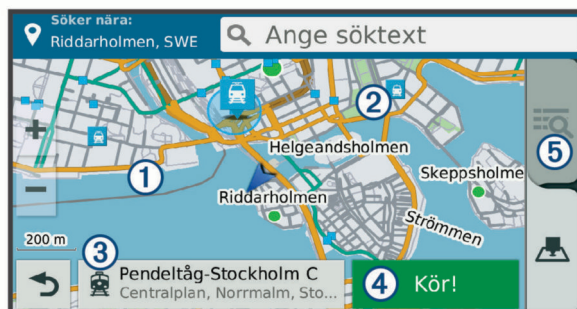 Söker nära:
Riddarholmen, SWE
Ange söktext
2
5
Helgeandsholmen
1
Skeppsholme
Riddarholmen
Strömmen
200 m
3
Pendeltåg-Stockholm C
Centralplan, Norrmalm, Sto...
4 Kör!